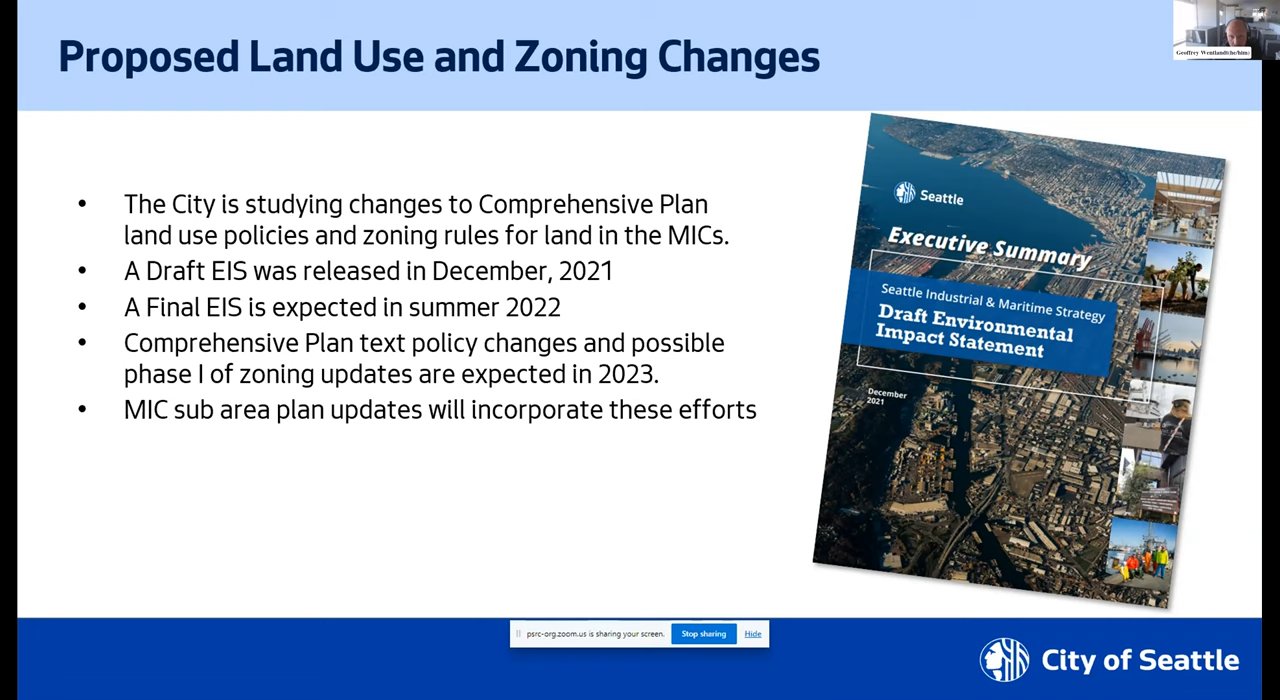 Proposed Land Use and Zoning Changes
Geoffrey Wentland(he/him)
• The City is studying changes to Comprehensive Plan
land use policies and zoning rules for land in the MICs.
• A Draft EIS was released in December, 2021
• A Final EIS is expected in summer 2022
• Comprehensive Plan text policy changes and possible
phase I of zoning updates are expected in 2023.
• MIC sub area plan updates will incorporate these efforts
Seattle
Executive Summary
Seattle Industrial & Maritime Strategy
Draft Environmental
Impact Statement
December
2021
psrc-org.zoom.us is sharing your screen. Stop sharing Hide
City of Seattle